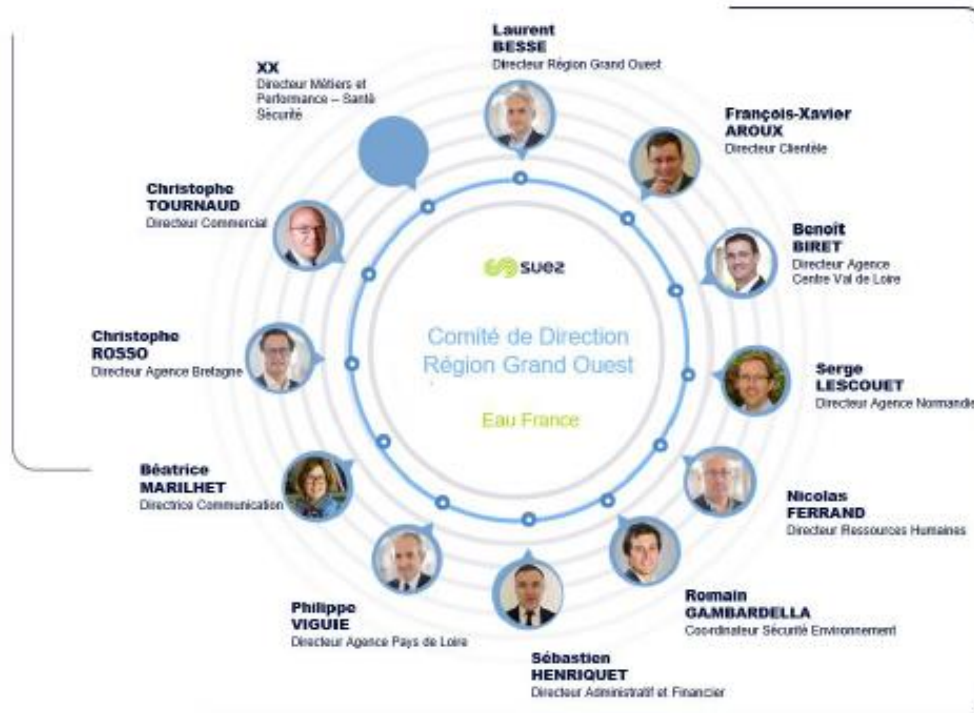 Laurent
BESSE
Directeur Région Grand Ouest
François-Xavier
AROUX
Directeur Clientèle
Benoît
BIRET
Directeur Agence
Centre Val de Loire
Serge
LESCOUET
Directeur Agence Normandie
Nicolas
FERRAND
Directeur Ressources Humaines
Romain
GAMBARDELLA
Coordinateur Sécurité Environnement
Sébastien
HENRIQUET
Directeur Administratif et Financier
Philippe
VIGUIE
Directeur Agence Pays de Loire
Béatrice
MARILHET
Directrice Communication
Christophe
ROSSO
Directeur Agence Bretagne
Christophe
TOURNAUD
Directeur Commercial
XX
Directeur Métiers et
Performance – Santé
Sécurité
suez
Comité de Direction
Région Grand Ouest
Eau France